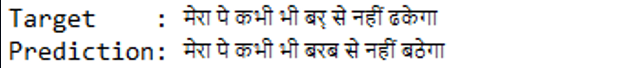 Target : मेरा पे कभी भी बर् से नहीं ढकेगा
Prediction: मेरा पे कभी भी बरब से नहीं बठेगा